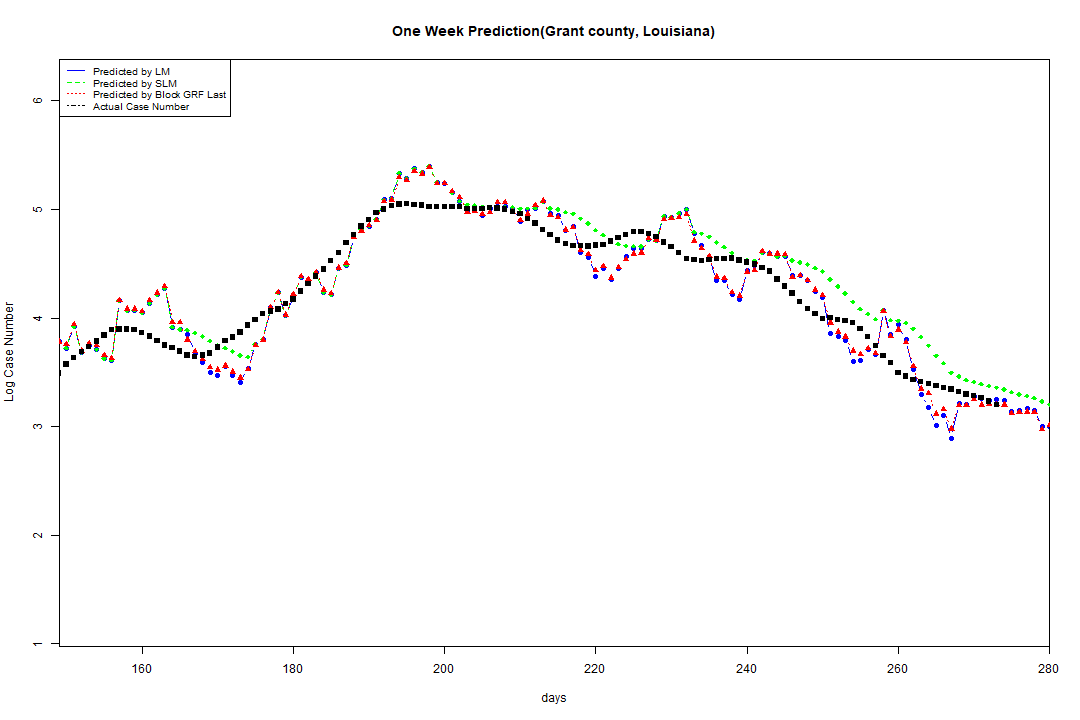 One Week Prediction(Grant county, Louisiana)
Predicted by LM
Predicted by SLM
Predicted by Block GRF Last
Actual Case Number
Log Case Number
6
5
4
3
2
1
160 180 200 220 240 260 280
days